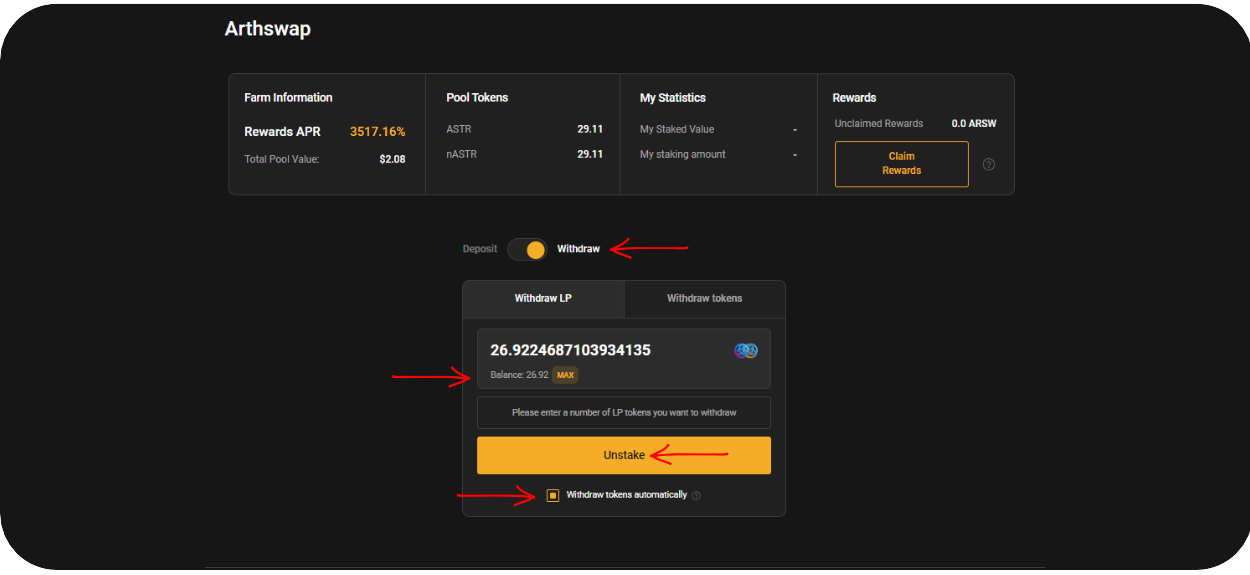 Arthswap
Farm Information
Rewards APR 3517.16%
Total Pool Value: $2.08
Pool Tokens
ASTR 29.11
nASTR 29.11
My Statistics
My Staked Value -
My staking amount -
Rewards
Unclaimed Rewards 0.0 ARSW
Claim
Rewards
Deposit Withdraw
Withdraw LP Withdraw tokens
26.9224687103934135
Balance: 26.92 MAX
Please enter a number of LP tokens you want to withdraw
Unstake
Withdraw tokens automatically